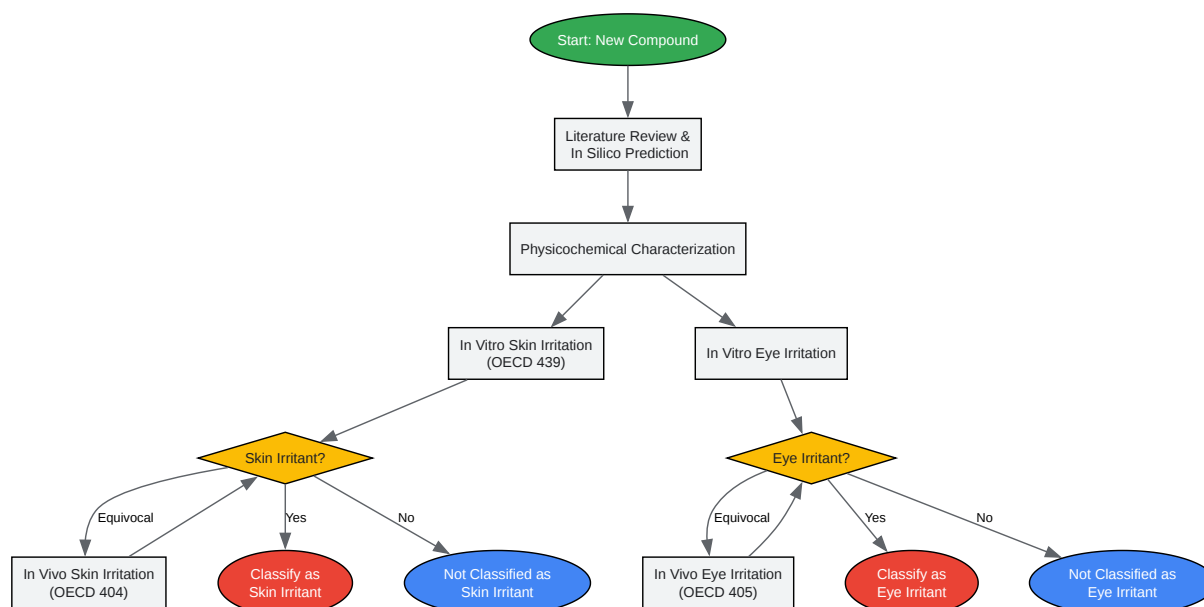 Start: New Compound
Literature Review &
In Silico Prediction
Physicochemical Characterization
In Vitro Skin Irritation
(OECD 439)
In Vitro Eye Irritation
Skin Irritant?
Eye Irritant?
Equivocal
Yes
No
Equivocal
Yes
No
In Vivo Skin Irritation
(OECD 404)
Classify as
Skin Irritant
Not Classified as
Skin Irritant
In Vivo Eye Irritation
(OECD 405)
Classify as
Eye Irritant
Not Classified as
Eye Irritant